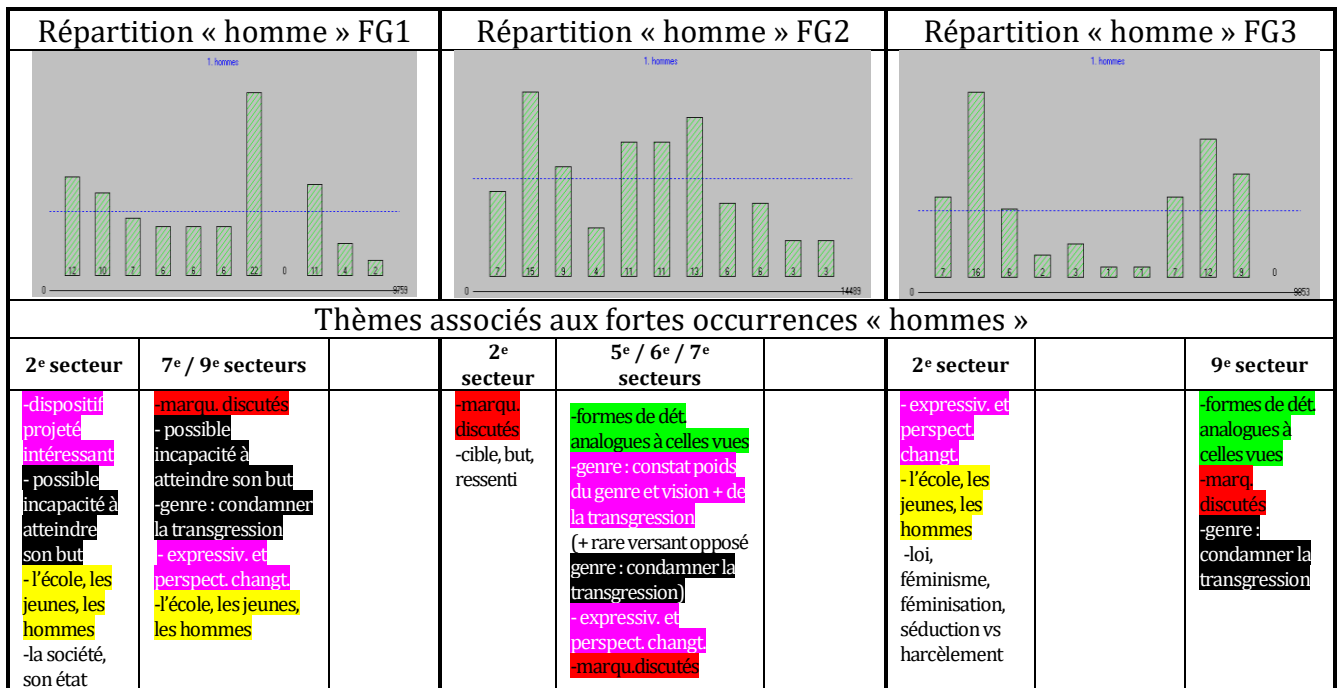 Répartition « homme » FG1
Répartition « homme » FG2
Répartition « homme » FG3
1. hommes
12 10 7 6 6 6 22 0 11 4 2
0 9759
1. hommes
7 15 9 4 11 11 13 6 6 3 3
0 14489
1. hommes
7 16 6 2 3 1 1 7 12 9 0
0 9853
Thèmes associés aux fortes occurrences « hommes »
2e secteur
7e / 9e secteurs
2e
secteur
5e / 6e / 7e
secteurs
2e secteur
9e secteur
-dispositif
projeté
intéressant
- possible
incapacité à
atteindre
son but
- l'école, les
jeunes, les
hommes
-la société,
son état
-marqu. discutés
- possible
incapacité à
atteindre son but
-genre : condamner
la transgression
- expressiv. et
perspect. changt.
-l'école, les jeunes,
les hommes
-marqu.
discutés
-cible, but,
ressenti
-formes de dét.
analogues à celles vues
-genre : constat poids
du genre et vision + de
la transgression
(+ rare versant opposé
genre : condamner la
transgression)
- expressiv. et
perspect. changt.
-marqu.discutés
- expressiv. et
perspect.
changt.
- l'école, les
jeunes, les
hommes
-loi,
féminisme,
féminisation,
séduction vs
harcèlement
-formes de dét.
analogues à
celles vues
-marq.
discutés
-genre :
condamner la
transgression